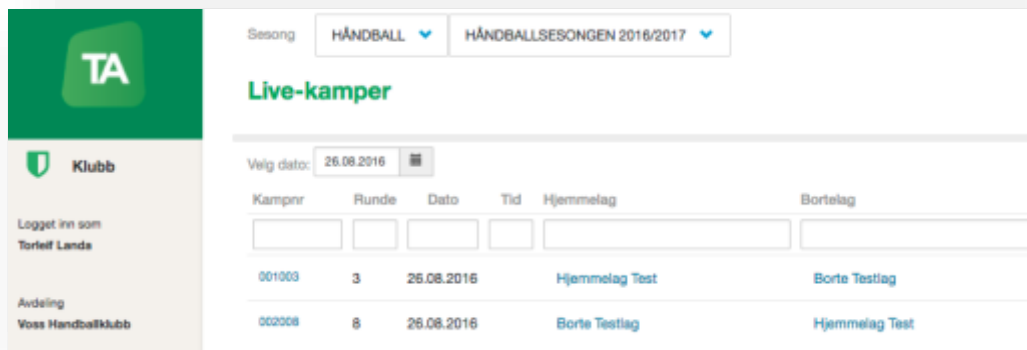 TA
Klubb
Logget inn som
Torleif Landa
Avdeling
Voss Handballklubb
Sesong HÅNDBALL HÅNDBALLSESONGEN 2016/2017
Live-kamper
Velg dato: 26.08.2016
Kampnr Runde Dato Tid Hjemmelag Bortelag
001003 3 26.08.2016 Hjemmelag Test Borte Testlag
002008 8 26.08.2016 Borte Testlag Hjemmelag Test